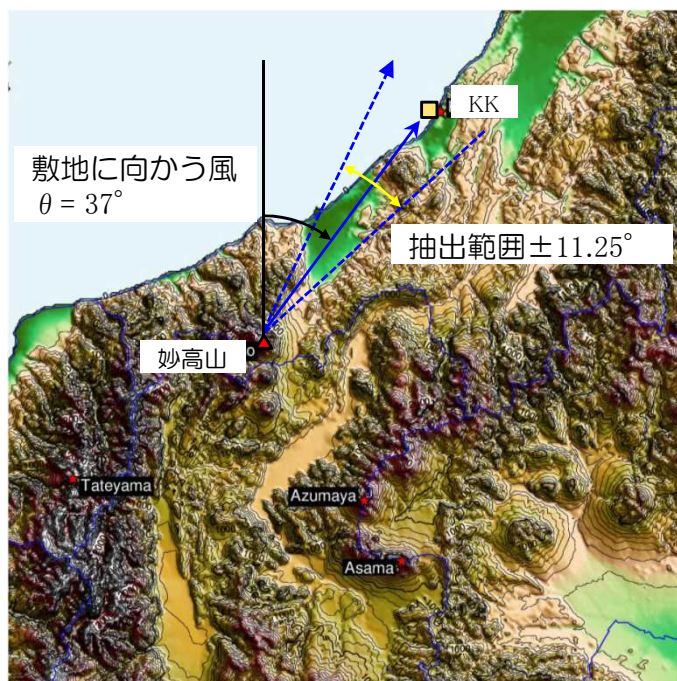 KK
敷地に向かう風
θ = 37°
抽出範囲±11.25°
妙高山
Tateyama
Azumaya
Asama